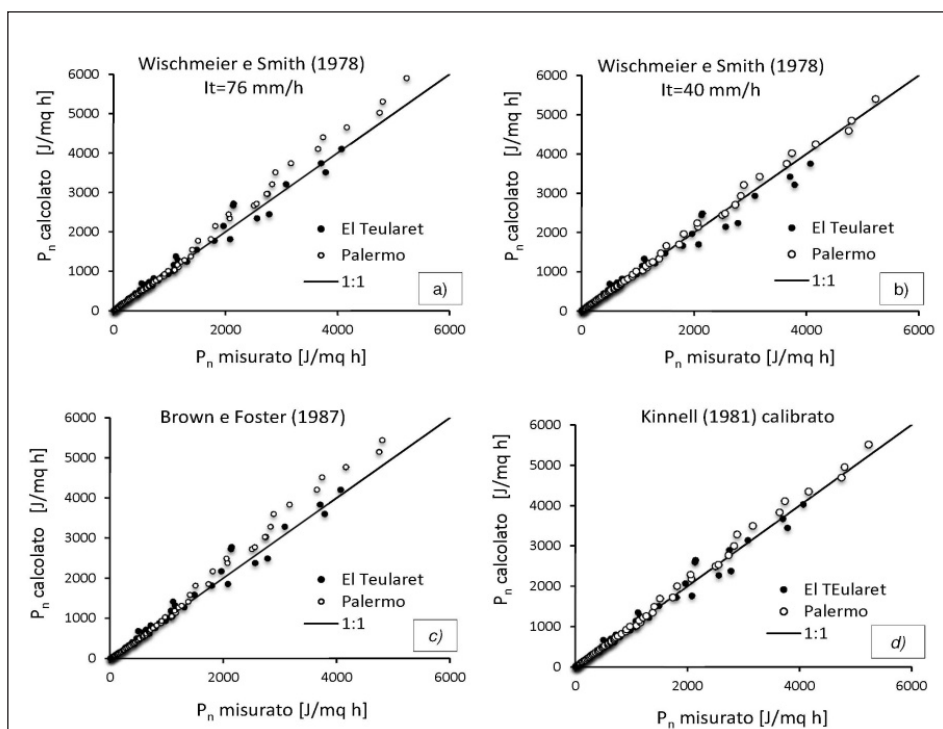 Wischmeier e Smith (1978)
It=76 mm/h
P_n calcolato [J/mq h]
6000
5000
4000
3000
2000
1000
0
0 2000 4000 6000
P_n misurato [J/mq h]
El Teularet
Palermo
1:1
a)
Wischmeier e Smith (1978)
It=40 mm/h
P_n calcolato [J/mq h]
6000
5000
4000
3000
2000
1000
0
0 2000 4000 6000
P_n misurato [J/mq h]
El Teularet
Palermo
1:1
b)
Brown e Foster (1987)
P_n calcolato [J/mq h]
6000
5000
4000
3000
2000
1000
0
0 2000 4000 6000
P_n misurato [J/mq h]
El Teularet
Palermo
1:1
c)
Kinnell (1981) calibrato
P_n calcolato [J/mq h]
6000
5000
4000
3000
2000
1000
0
0 2000 4000 6000
P_n misurato [J/mq h]
El TEularet
Palermo
1:1
d)